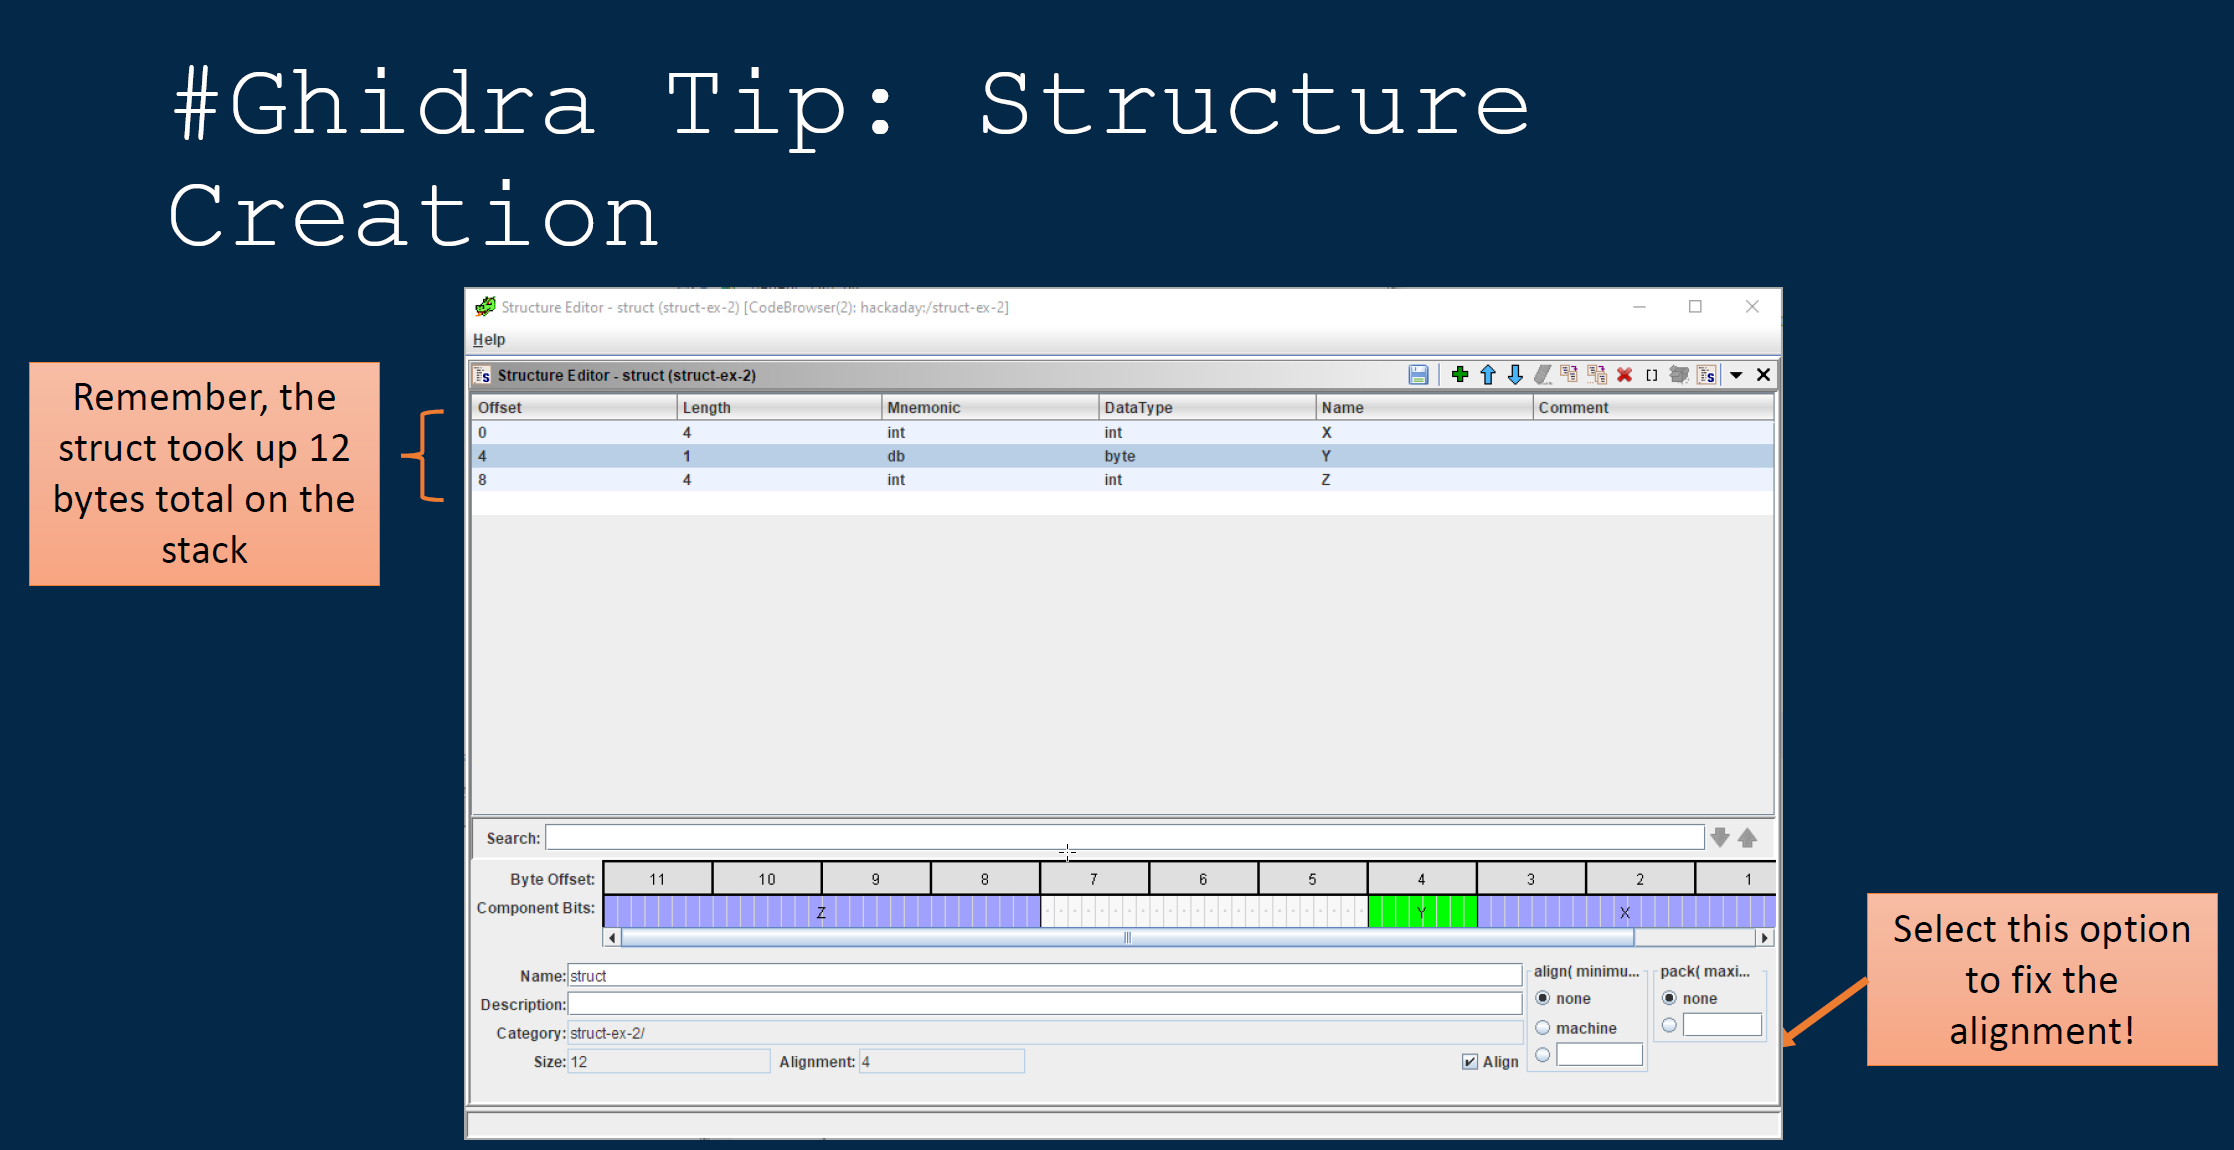 #Ghidra Tip: Structure
Creation
Structure Editor - struct (struct-ex-2) [CodeBrowser(2): hackaday:/struct-ex-2]
Help
Remember, the
struct took up 12
bytes total on the
stack
Structure Editor - struct (struct-ex-2)
Offset Length Mnemonic DataType Name Comment
0 4 int int X
4 1 db byte Y
8 4 int int Z
Search:
Byte Offset: 11 10 9 8 7 6 5 4 3 2 1
Component Bits: Z Y X
Name: struct
Description:
Category: struct-ex-2/
Size: 12 Alignment: 4
Align
align( minimu...
none
machine
pack( maxi...
none
Select this option
to fix the
alignment!